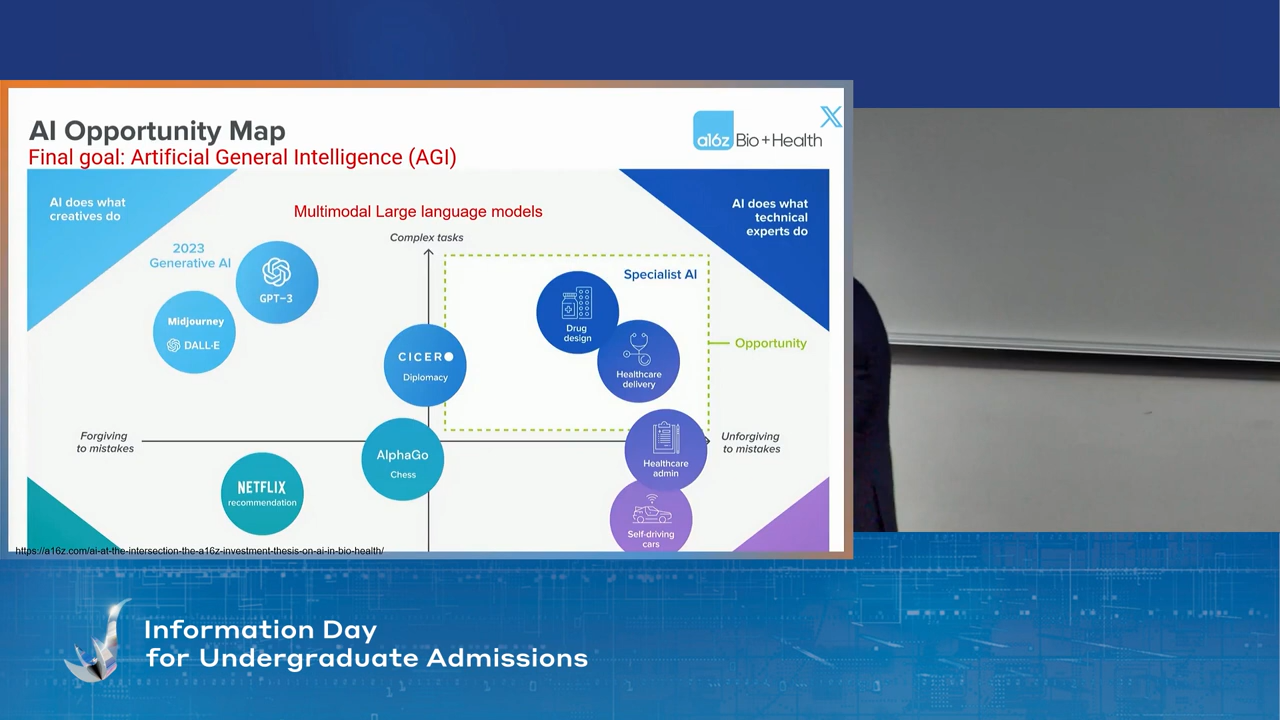 AI Opportunity Map
a16z Bio+Health
Final goal: Artificial General Intelligence (AGI)
AI does what
creatives do
Multimodal Large language models
AI does what
technical
experts do
Complex tasks
2023
Generative AI
GPT-3
Midjourney
DALL·E
Specialist AI
Drug
design
CICERO
Diplomacy
Healthcare
delivery
Opportunity
Forgiving
to mistakes
Unforgiving
to mistakes
AlphaGo
Chess
Healthcare
admin
NETFLIX
recommendation
Self-driving
cars
https://a16z.com/ai-at-the-intersection-the-a16z-investment-thesis-on-ai-in-bio-health/
Information Day
for Undergraduate Admissions